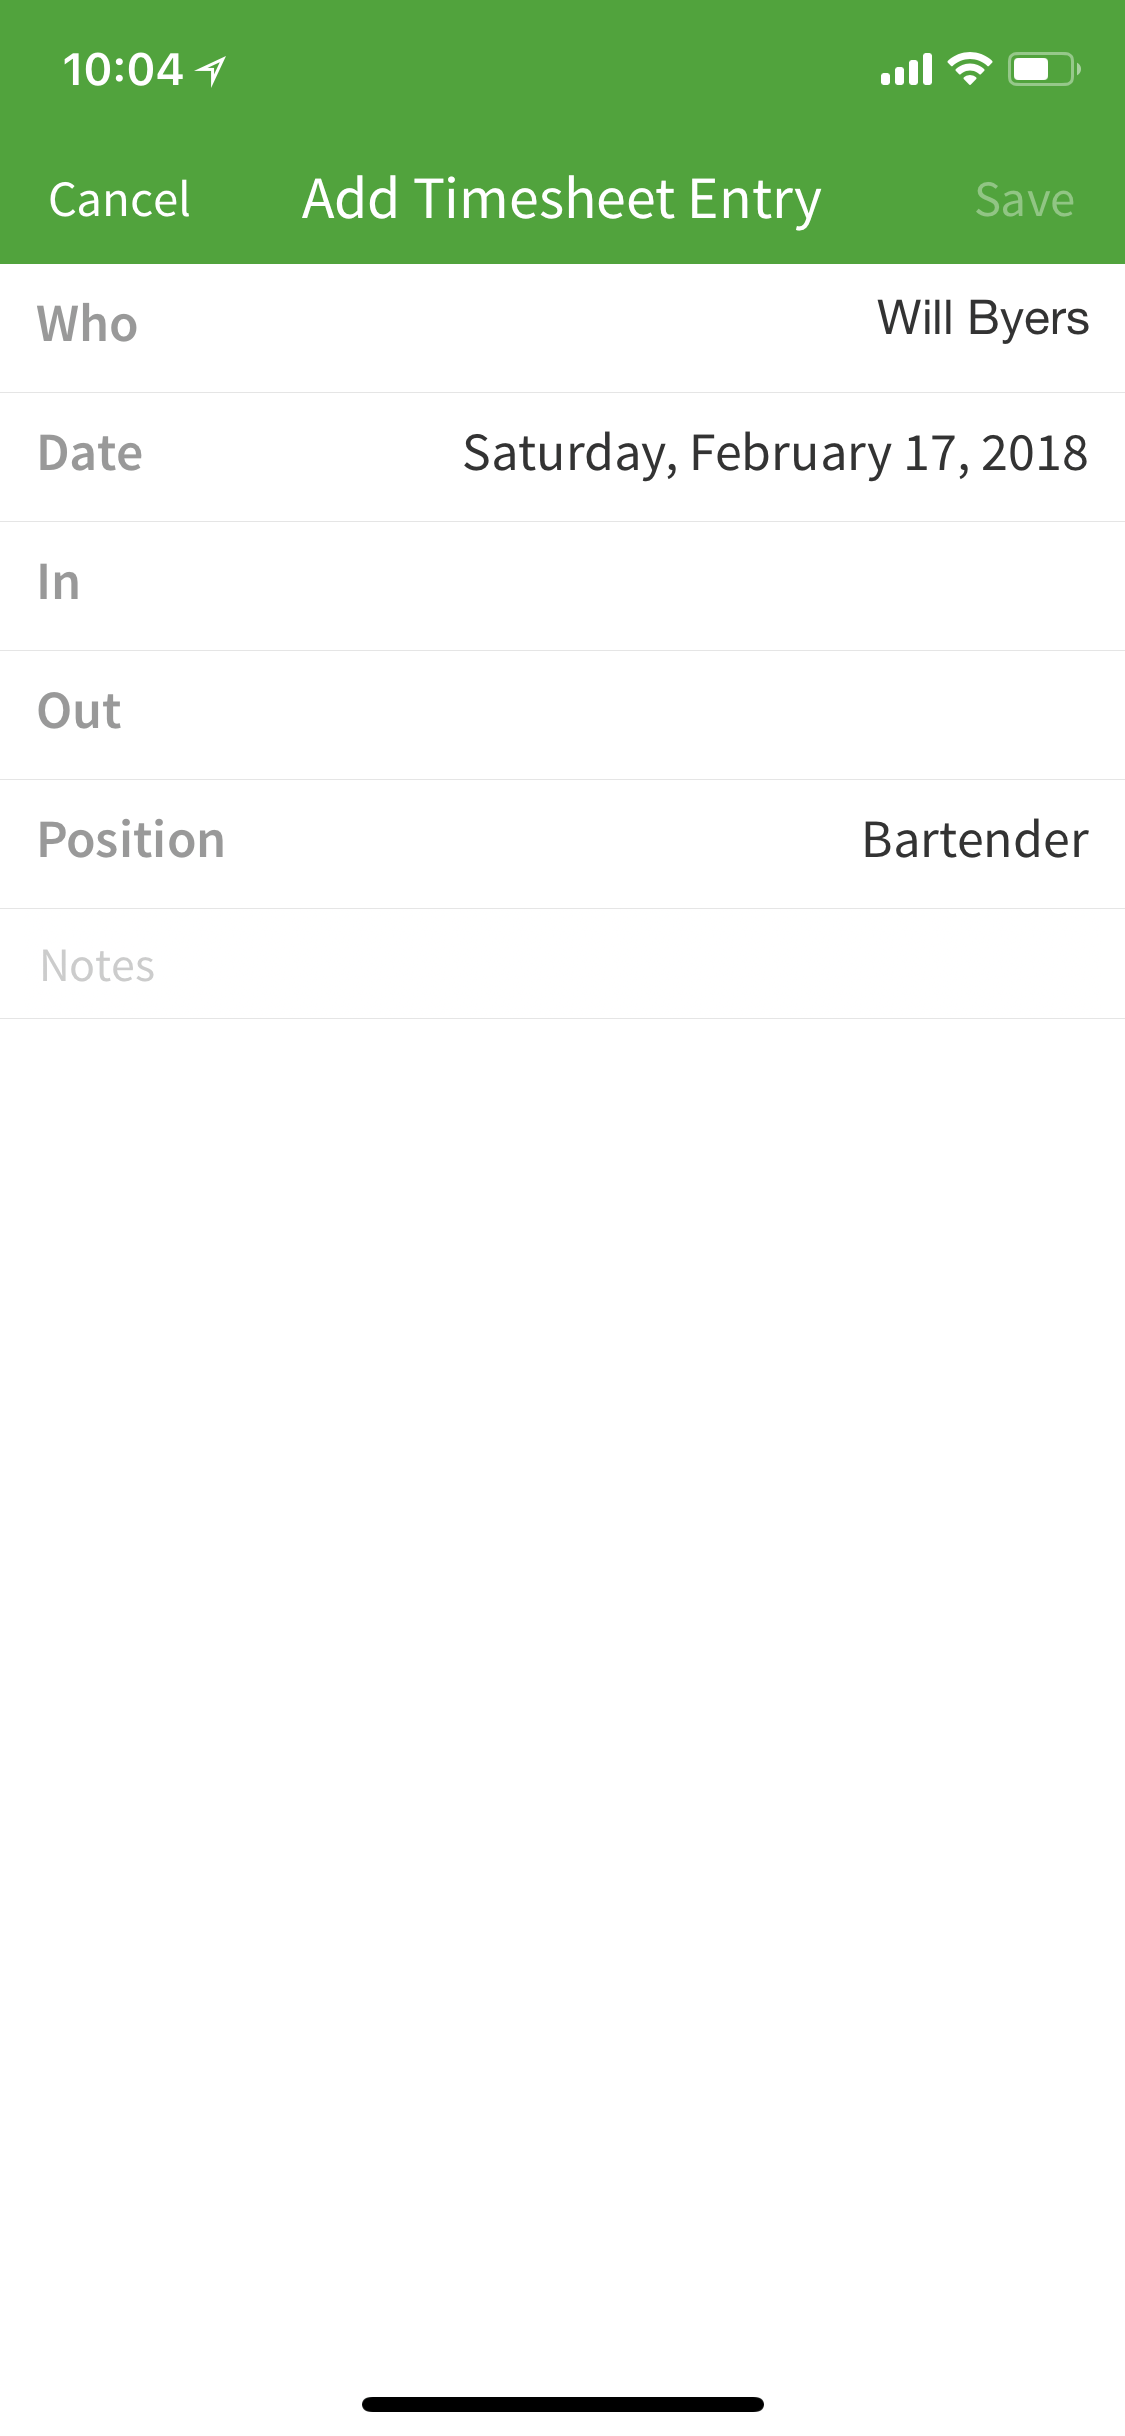 10:04
Cancel Add Timesheet Entry Save
Who Will Byers
Date Saturday, February 17, 2018
In
Out
Position Bartender
Notes